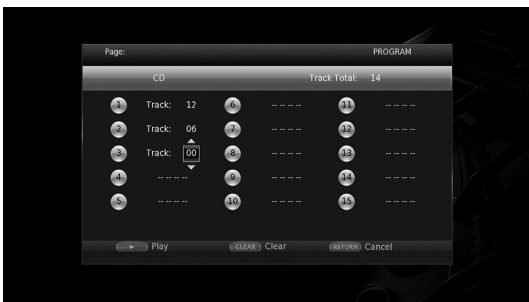 Page: PROGRAM
CD Track Total: 14
1 Track: 12 6 -- -- -- -- 11 -- -- -- --
2 Track: 06 7 -- -- -- -- 12 -- -- -- --
3 Track: 00 8 -- -- -- -- 13 -- -- -- --
4 -- -- -- -- 9 -- -- -- -- 14 -- -- -- --
5 -- -- -- -- 10 -- -- -- -- 15 -- -- -- --
Play CLEAR Clear RETURN Cancel